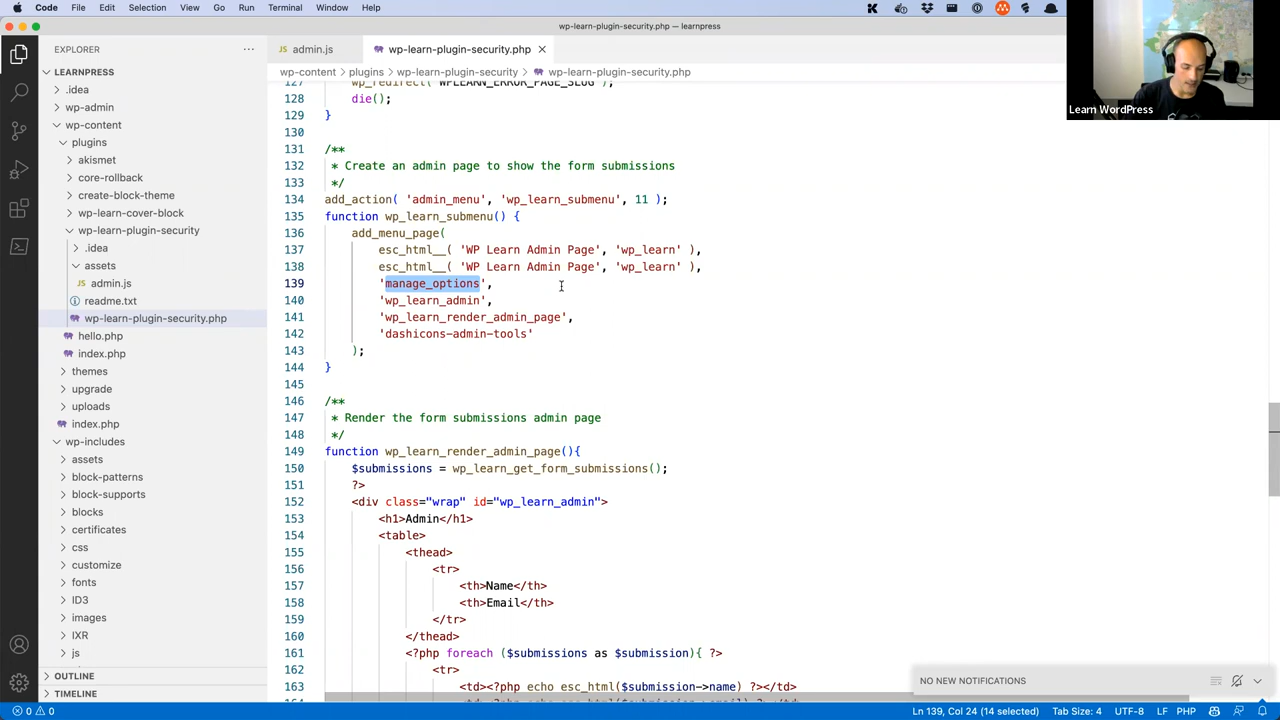 Code File Edit Selection View Go Run Terminal Window Help
wp-learn-plugin-security.php — learnpress
EXPLORER
admin.js
wp-learn-plugin-security.php
wp-content > plugins > wp-learn-plugin-security > wp-learn-plugin-security.php
LEARNPRESS
.idea
wp-admin
wp-content
plugins
akismet
core-rollback
create-block-theme
wp-learn-cover-block
wp-learn-plugin-security
.idea
assets
admin.js
readme.txt
wp-learn-plugin-security.php
hello.php
index.php
themes
upgrade
uploads
index.php
wp-includes
assets
block-patterns
block-supports
blocks
certificates
css
customize
fonts
ID3
images
IXR
js
OUTLINE
TIMELINE
127 wp_redirect( WPLEARN_ERROR_PAGE_SLUG );
128 die();
129 }
130
131 /**
132 * Create an admin page to show the form submissions
133 */
134 add_action( 'admin_menu', 'wp_learn_submenu', 11 );
135 function wp_learn_submenu() {
136 add_menu_page(
137 esc_html__( 'WP Learn Admin Page', 'wp_learn' ),
138 esc_html__( 'WP Learn Admin Page', 'wp_learn' ),
139 'manage_options',
140 'wp_learn_admin',
141 'wp_learn_render_admin_page',
142 'dashicons-admin-tools'
143 );
144 }
145
146 /**
147 * Render the form submissions admin page
148 */
149 function wp_learn_render_admin_page(){
150 $submissions = wp_learn_get_form_submissions();
151 ?>
152 <div class="wrap" id="wp_learn_admin">
153 <h1>Admin</h1>
154 <table>
155 <thead>
156 <tr>
157 <th>Name</th>
158 <th>Email</th>
159 </tr>
160 </thead>
161 <?php foreach ($submissions as $submission){ ?>
162 <tr>
163 <td><?php echo esc_html($submission->name) ?></td>
Learn WordPress
NO NEW NOTIFICATIONS
0 0
Ln 139, Col 24 (14 selected) Tab Size: 4 UTF-8 LF PHP